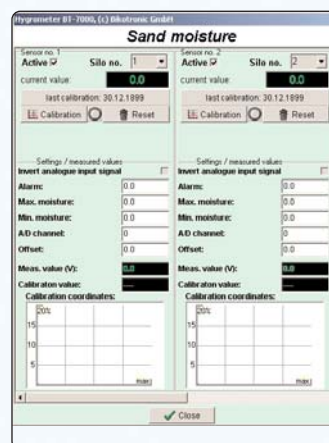 Hygrometer BT-7000, (c) Bikotronic GmbH
Sand moisture
Sensor no. 1
Active Silo no. 1
current value: 0.0
last calibration: 30.12.1899
Calibration Reset
Settings / measured values
Invert analogue input signal
Alarm: 0.0
Max. moisture: 0.0
Min. moisture: 0.0
A/D channel: 0
Offset: 0.0
Meas. value (V): 0.0
Calibraton value: ----
Calibration coordinates:
20%
15
10
5
max.
Sensor no. 2
Active Silo no. 2
current value: 0.0
last calibration: 30.12.1899
Calibration Reset
Settings / measured values
Invert analogue input signal
Alarm: 0.0
Max. moisture: 0.0
Min. moisture: 0.0
A/D channel: 0
Offset: 0.0
Meas. value (V): 0.0
Calibraton value: ----
Calibration coordinates:
20%
15
10
5
max.
Close